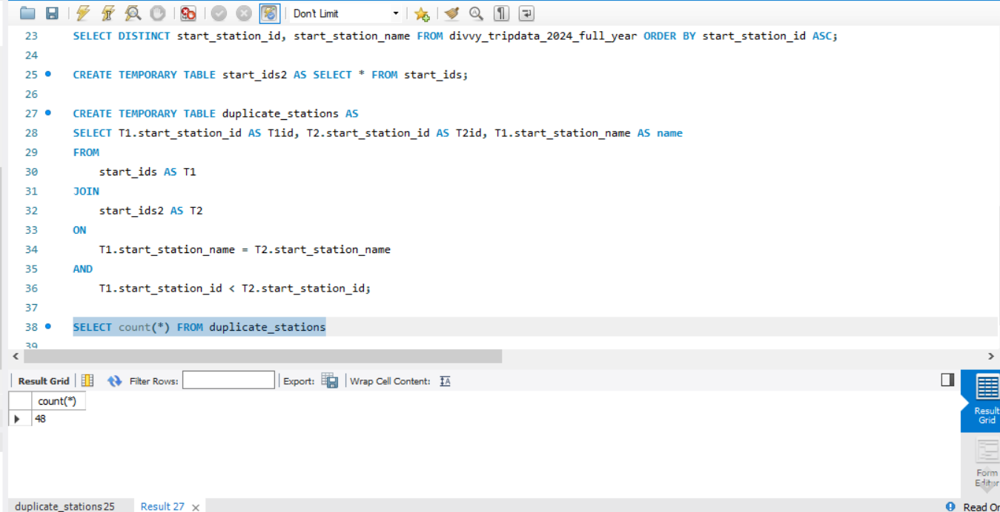 Don't Limit
23 SELECT DISTINCT start_station_id, start_station_name FROM divvy_tripdata_2024_full_year ORDER BY start_station_id ASC;
24
25 CREATE TEMPORARY TABLE start_ids2 AS SELECT * FROM start_ids;
26
27 CREATE TEMPORARY TABLE duplicate_stations AS
28 SELECT T1.start_station_id AS T1id, T2.start_station_id AS T2id, T1.start_station_name AS name
29 FROM
30 start_ids AS T1
31 JOIN
32 start_ids2 AS T2
33 ON
34 T1.start_station_name = T2.start_station_name
35 AND
36 T1.start_station_id < T2.start_station_id;
37
38 SELECT count(*) FROM duplicate_stations
39
Result Grid Filter Rows: Export: Wrap Cell Content: IA
count(*)
48
Result
Grid
Form
Editor
duplicate_stations25 Result 27 × Read On